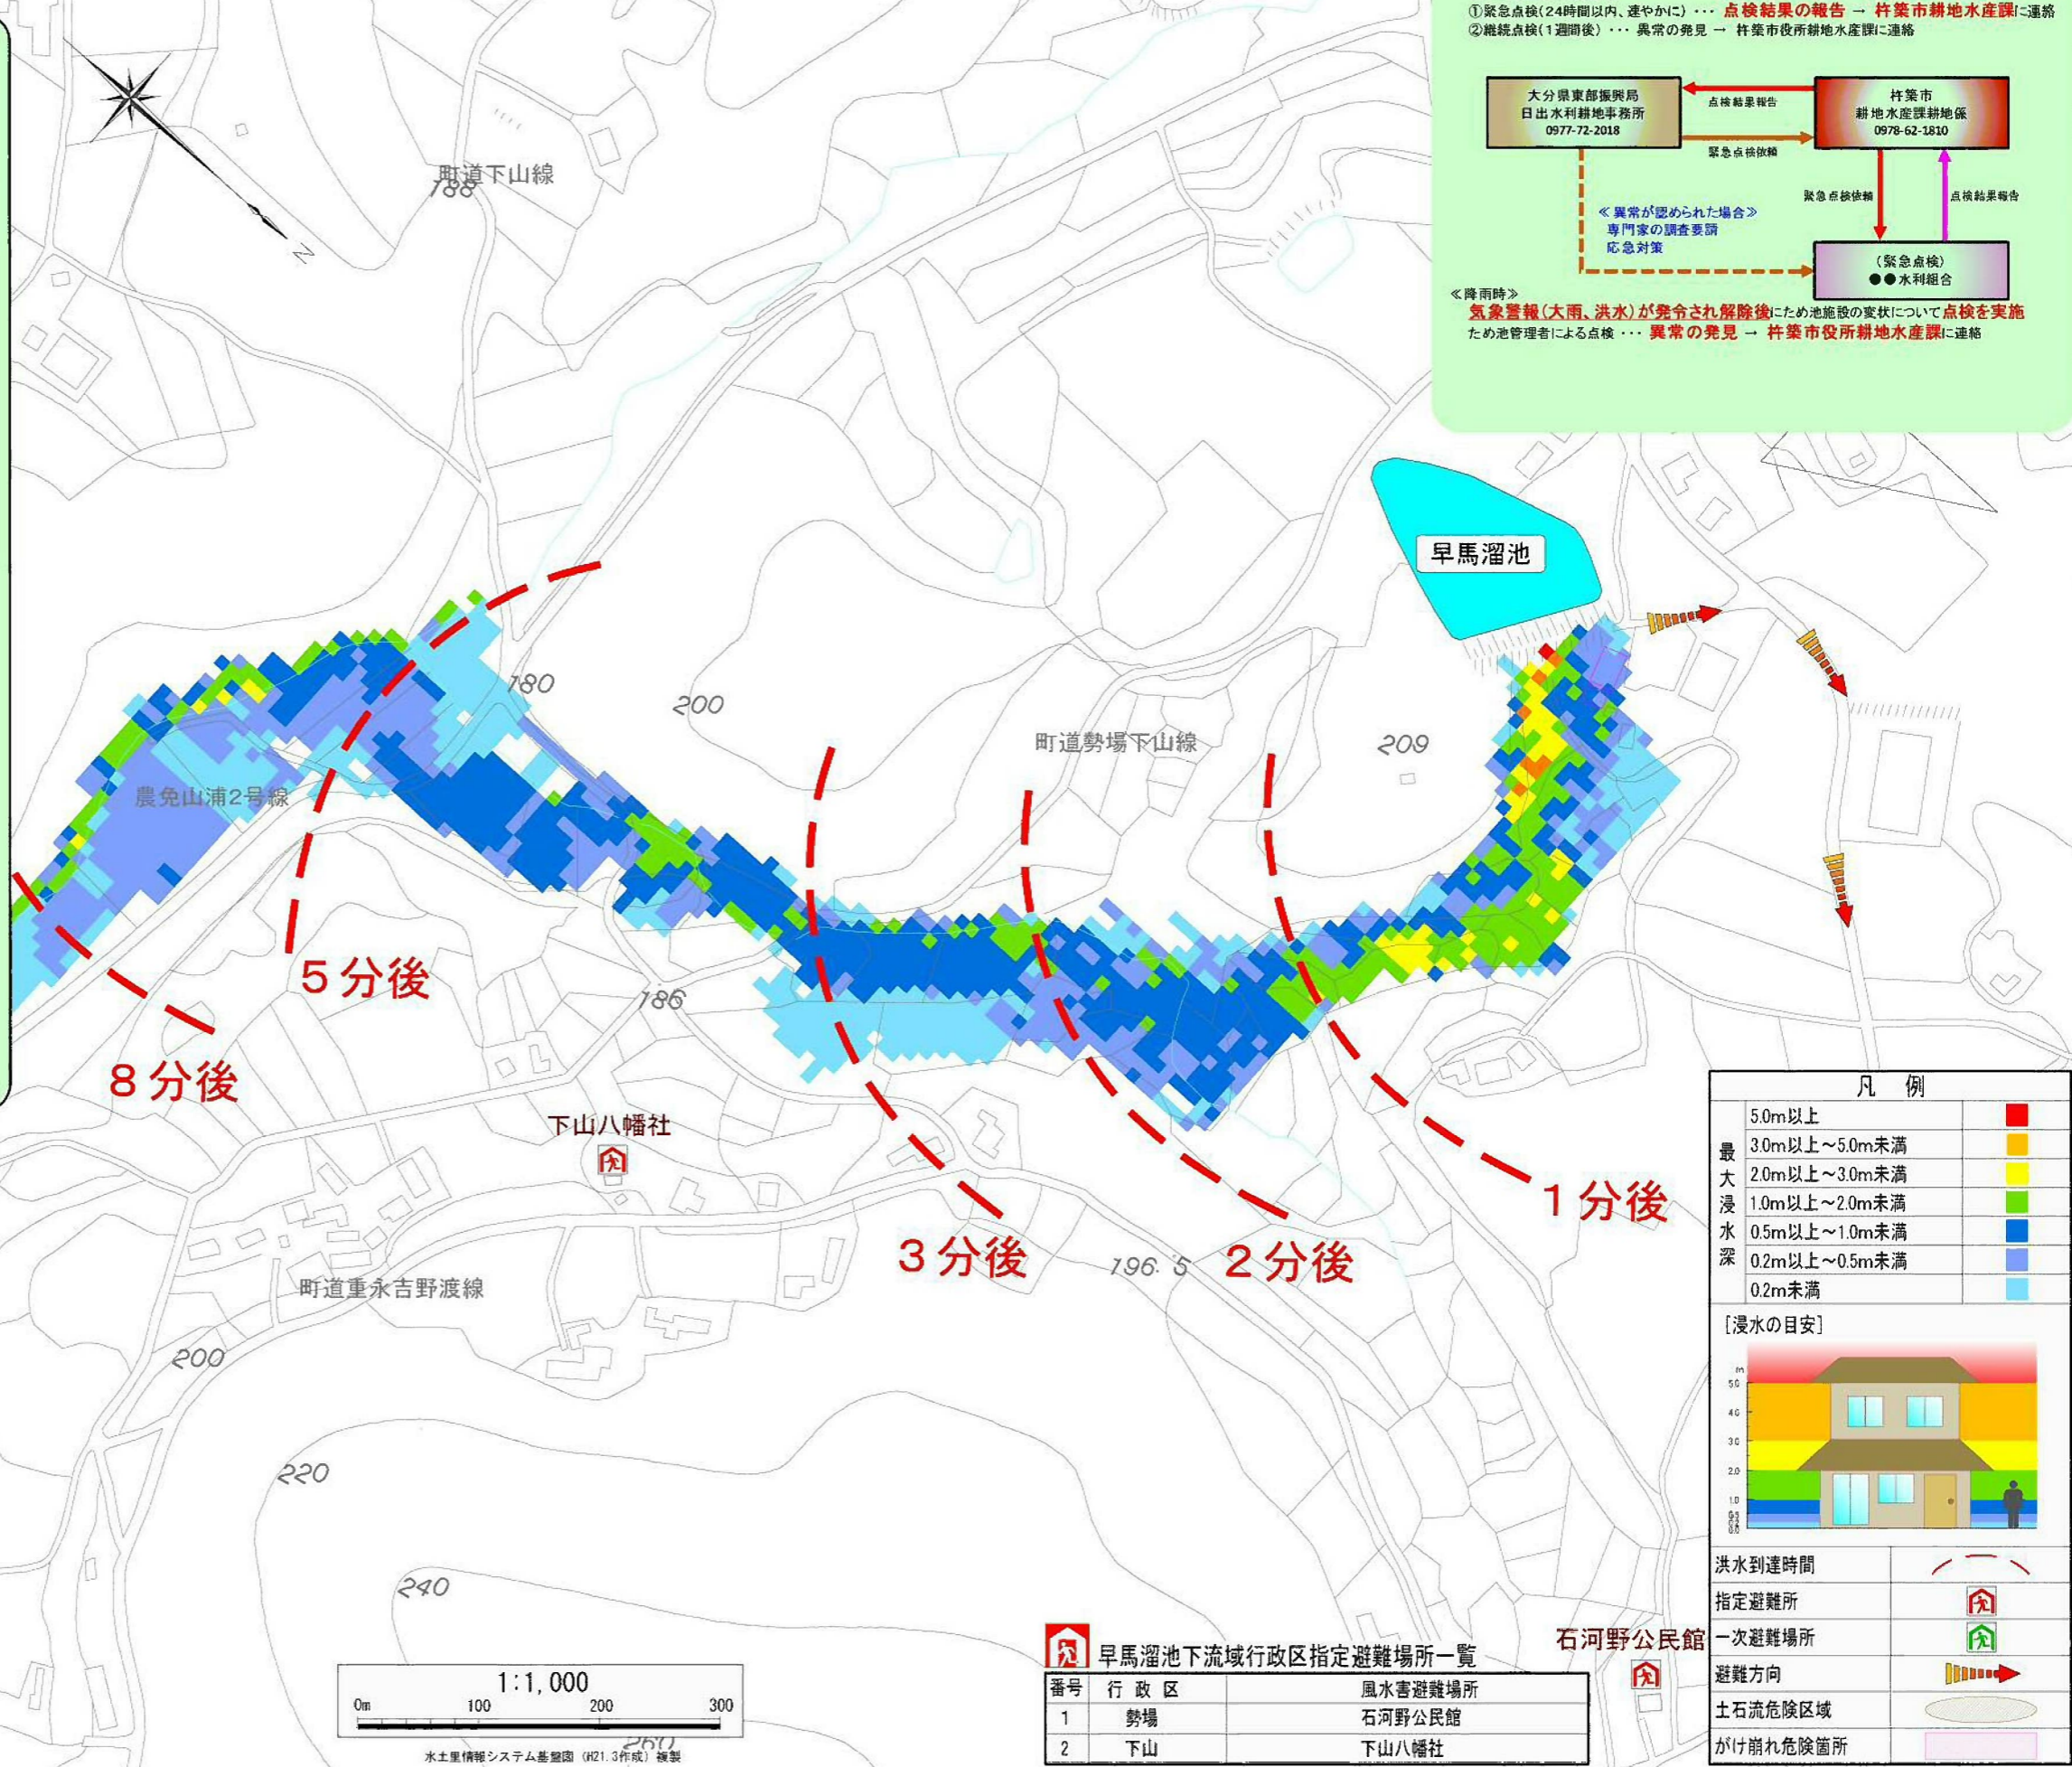 ①緊急点検(24時間以内、速やかに)・・・ 点検結果の報告 → 杵築市耕地水産課に連絡
②継続点検(1週間後)・・・ 異常の発見 → 杵築市役所耕地水産課に連絡
大分県東部振興局
日出水利耕地事務所
0977-72-2018
点検結果報告
緊急点検依頼
杵築市
耕地水産課耕地係
0978-62-1810
緊急点検依頼
点検結果報告
≪異常が認められた場合≫
専門家の調査要請
応急対策
(緊急点検)
●●水利組合
≪降雨時≫
気象警報(大雨、洪水)が発令され解除後にため池施設の変状について点検を実施
ため池管理者による点検・・・ 異常の発見 → 杵築市役所耕地水産課に連絡
N
町道下山線
188
早馬溜池
180
200
町道勢場下山線
209
農免山浦2号線
5分後
186
8分後
下山八幡社
1分後
3分後
196.5
2分後
町道重永吉野渡線
200
220
240
260
1:1,000
0m 100 200 300
水土里情報システム基盤図(H21.3作成)複製
早馬溜池下流域行政区指定避難場所一覧
番号 行政区 風水害避難場所
1 勢場 石河野公民館
2 下山 下山八幡社
石河野公民館
凡例
最大浸水深
5.0m以上
3.0m以上~5.0m未満
2.0m以上~3.0m未満
1.0m以上~2.0m未満
0.5m以上~1.0m未満
0.2m以上~0.5m未満
0.2m未満
[浸水の目安]
m
5.0
4.0
3.0
2.0
1.0
0.5
0.2
0.0
洪水到達時間
指定避難所
一次避難場所
避難方向
土石流危険区域
がけ崩れ危険箇所